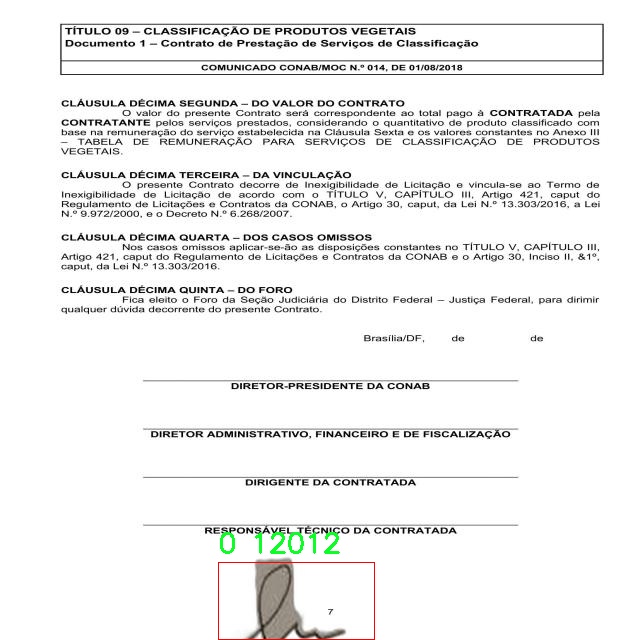 TÍTULO 09 – CLASSIFICAÇÃO DE PRODUTOS VEGETAIS
Documento 1 – Contrato de Prestação de Serviços de Classificação
COMUNICADO CONAB/MOC N.º 014, DE 01/08/2018
CLÁUSULA DÉCIMA SEGUNDA – DO VALOR DO CONTRATO
O valor do presente Contrato será correspondente ao total pago à CONTRATADA pela
CONTRATANTE pelos serviços prestados, considerando o quantitativo de produto classificado com
base na remuneração do serviço estabelecida na Cláusula Sexta e os valores constantes no Anexo III
– TABELA DE REMUNERAÇÃO PARA SERVIÇOS DE CLASSIFICAÇÃO DE PRODUTOS
VEGETAIS.
CLÁUSULA DÉCIMA TERCEIRA – DA VINCULAÇÃO
O presente Contrato decorre de Inexigibilidade de Licitação e vincula-se ao Termo de
Inexigibilidade de Licitação de acordo com o TÍTULO V, CAPÍTULO III, Artigo 421, caput do
Regulamento de Licitações e Contratos da CONAB, o Artigo 30, caput, da Lei N.º 13.303/2016, a Lei
N.º 9.972/2000, e o Decreto N.º 6.268/2007.
CLÁUSULA DÉCIMA QUARTA – DOS CASOS OMISSOS
Nos casos omissos aplicar-se-ão as disposições constantes no TÍTULO V, CAPÍTULO III,
Artigo 421, caput do Regulamento de Licitações e Contratos da CONAB e o Artigo 30, Inciso II, &1º,
caput, da Lei N.º 13.303/2016.
CLÁUSULA DÉCIMA QUINTA – DO FORO
Fica eleito o Foro da Seção Judiciária do Distrito Federal – Justiça Federal, para dirimir
qualquer dúvida decorrente do presente Contrato.
Brasília/DF, de de
DIRETOR-PRESIDENTE DA CONAB
DIRETOR ADMINISTRATIVO, FINANCEIRO E DE FISCALIZAÇÃO
DIRIGENTE DA CONTRATADA
RESPONSÁVEL TÉCNICO DA CONTRATADA
0 12012
7